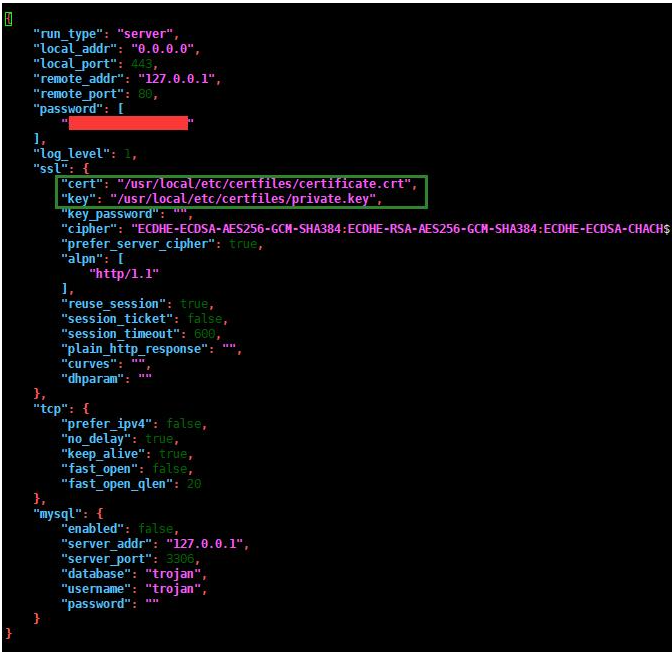 {
"run_type": "server",
"local_addr": "0.0.0.0",
"local_port": 443,
"remote_addr": "127.0.0.1",
"remote_port": 80,
"password": [
" "
],
"log_level": 1,
"ssl": {
"cert": "/usr/local/etc/certfiles/certificate.crt",
"key": "/usr/local/etc/certfiles/private.key",
"key_password": "",
"cipher": "ECDHE-ECDSA-AES256-GCM-SHA384:ECDHE-RSA-AES256-GCM-SHA384:ECDHE-ECDSA-CHACH$
"prefer_server_cipher": true,
"alpn": [
"http/1.1"
],
"reuse_session": true,
"session_ticket": false,
"session_timeout": 600,
"plain_http_response": "",
"curves": "",
"dhparam": ""
},
"tcp": {
"prefer_ipv4": false,
"no_delay": true,
"keep_alive": true,
"fast_open": false,
"fast_open_qlen": 20
},
"mysql": {
"enabled": false,
"server_addr": "127.0.0.1",
"server_port": 3306,
"database": "trojan",
"username": "trojan",
"password": ""
}
}